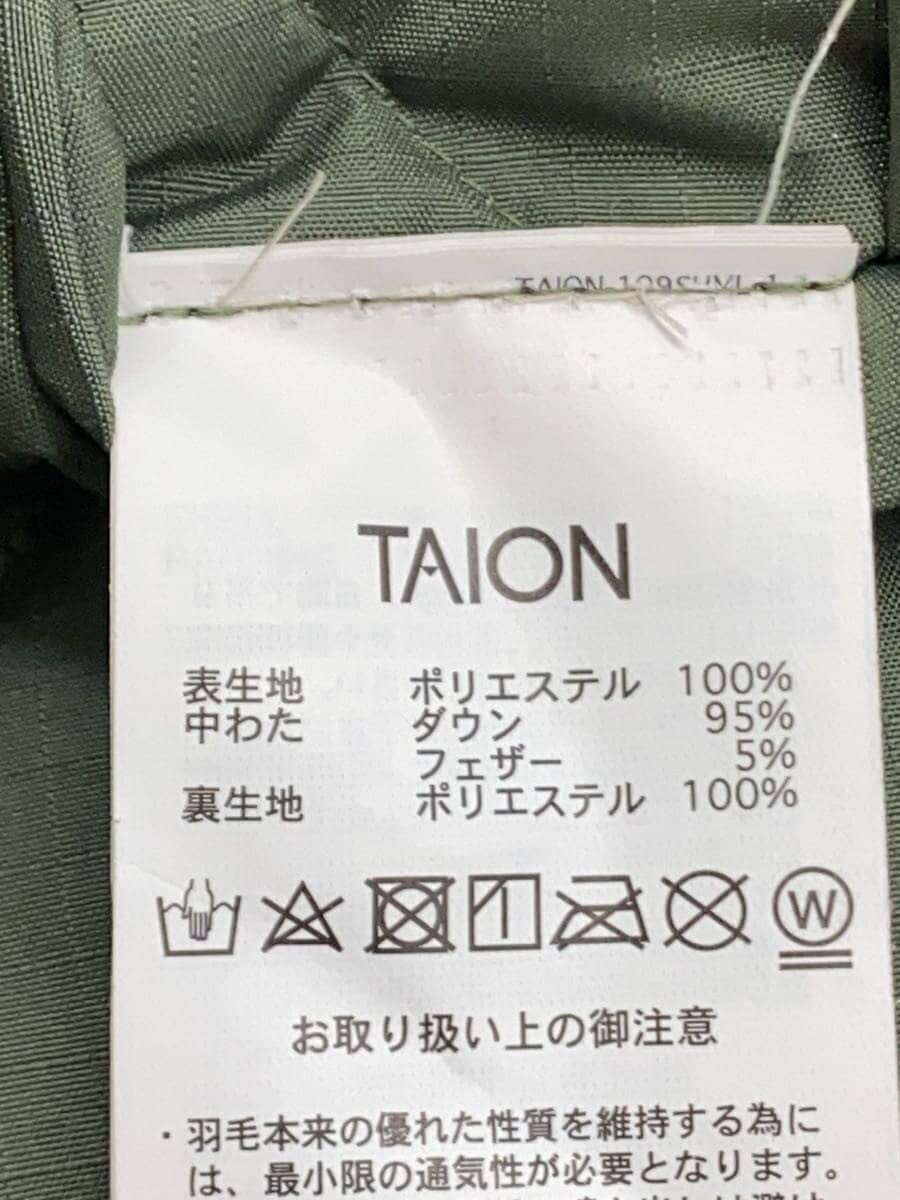 TAION
表生地 ポリエステル 100%
中わた ダウン 95%
フェザー 5%
裏生地 ポリエステル 100%
W
お取り扱い上の御注意
・羽毛本来の優れた性質を維持する為に
は、最小限の通気性が必要となります。